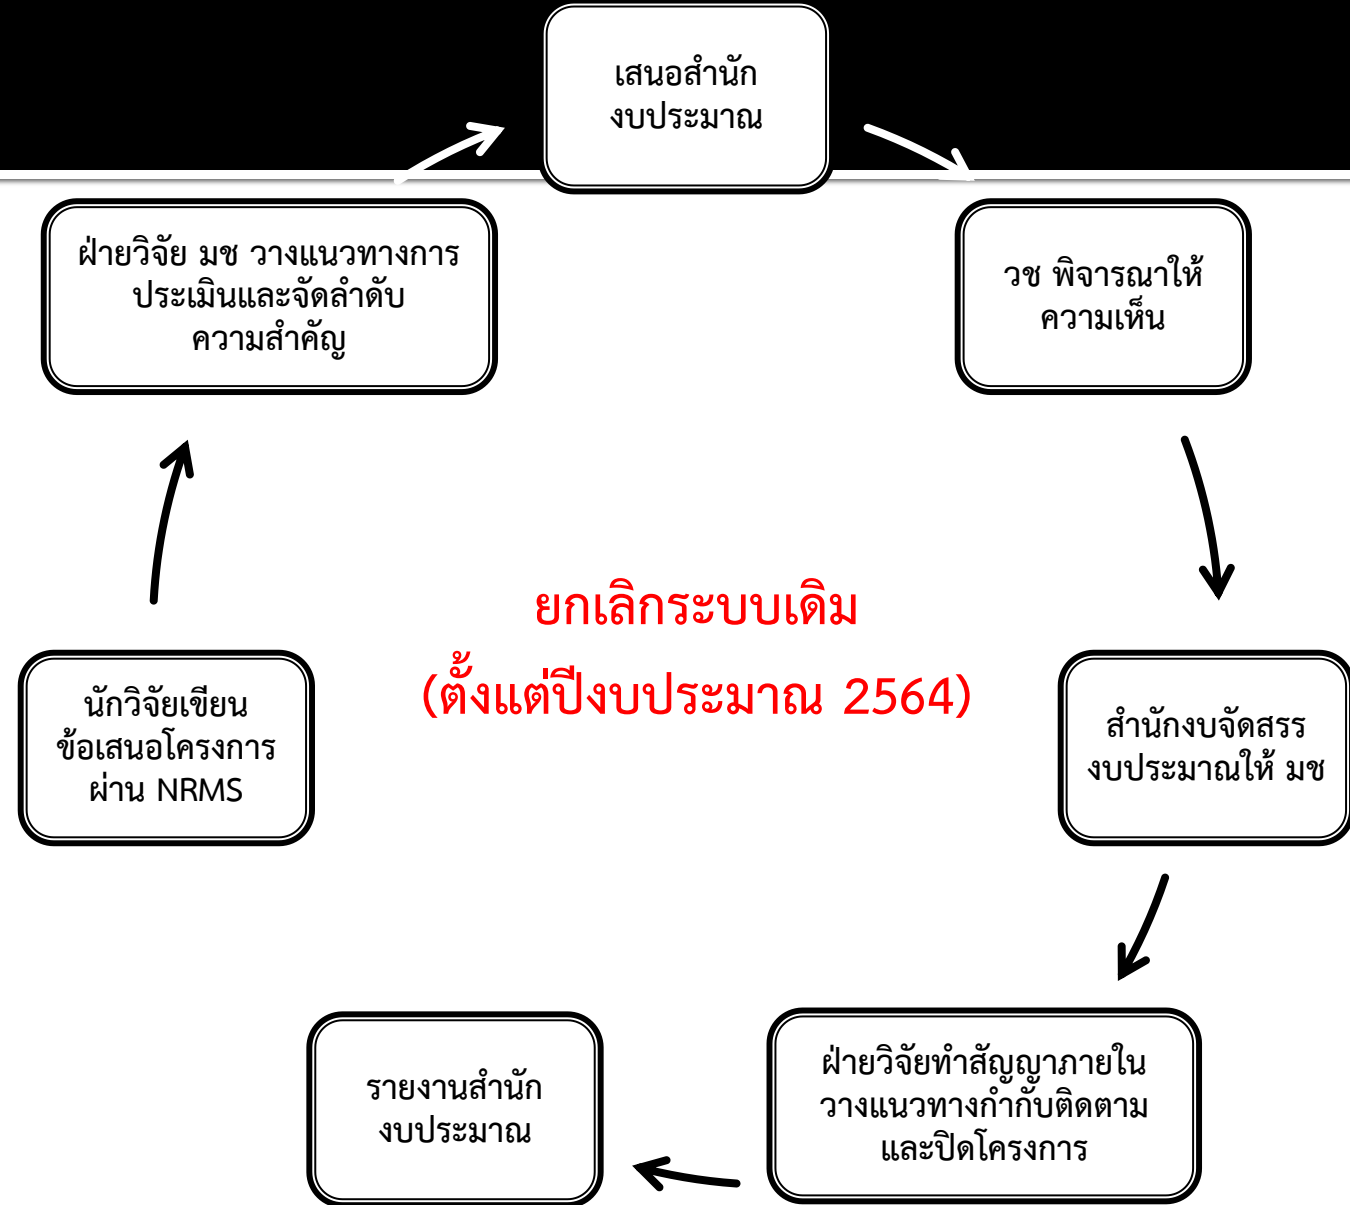 เสนอสำนัก
งบประมาณ
ฝ่ายวิจัย มช วางแนวทางการ
ประเมินและจัดลำดับ
ความสำคัญ
วช พิจารณาให้
ความเห็น
ยกเลิกระบบเดิม
(ตั้งแต่ปีงบประมาณ 2564)
นักวิจัยเขียน
ข้อเสนอโครงการ
ผ่าน NRMS
สำนักงบจัดสรร
งบประมาณให้ มช
รายงานสำนัก
งบประมาณ
ฝ่ายวิจัยทำสัญญาภายใน
วางแนวทางกำกับติดตาม
และปิดโครงการ